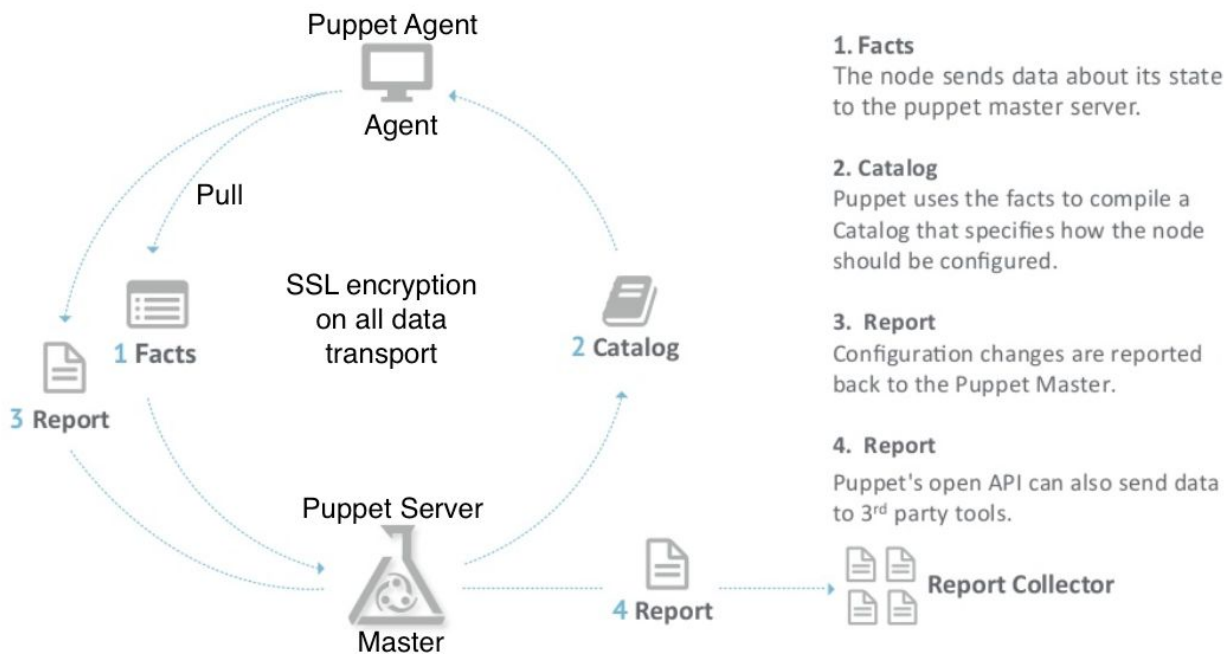 Puppet Agent
Agent
Pull
SSL encryption
on all data
transport
1 Facts
2 Catalog
3 Report
Puppet Server
Master
4 Report
1. Facts
The node sends data about its state
to the puppet master server.
2. Catalog
Puppet uses the facts to compile a
Catalog that specifies how the node
should be configured.
3. Report
Configuration changes are reported
back to the Puppet Master.
4. Report
Puppet's open API can also send data
to 3rd party tools.
Report Collector